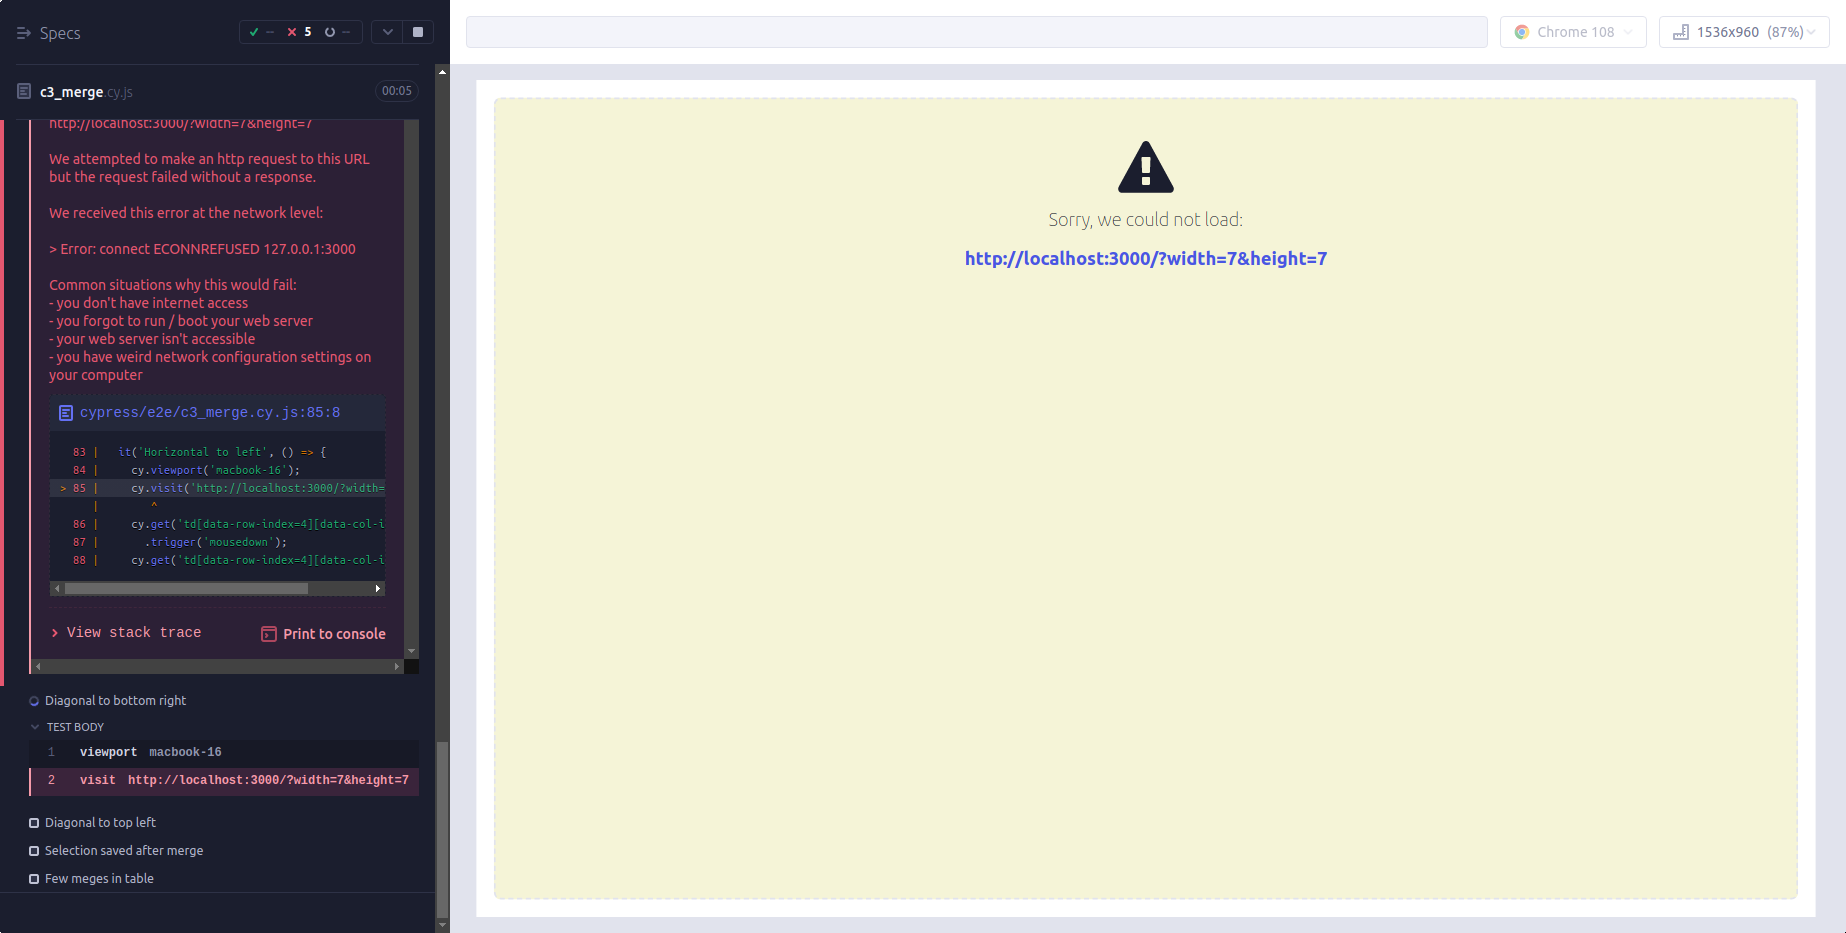 Specs
5
c3_merge.cy.js
00:05
http://localhost:3000/?width=7&height=7
We attempted to make an http request to this URL
but the request failed without a response.
We received this error at the network level:
> Error: connect ECONNREFUSED 127.0.0.1:3000
Common situations why this would fail:
- you don't have internet access
- you forgot to run / boot your web server
- your web server isn't accessible
- you have weird network configuration settings on
your computer
cypress/e2e/c3_merge.cy.js:85:8
83 | it('Horizontal to left', () => {
84 | cy.viewport('macbook-16');
> 85 | cy.visit('http://localhost:3000/?width=
| ^
86 | cy.get('td[data-row-index=4][data-col-i
87 | .trigger('mousedown');
88 | cy.get('td[data-row-index=4][data-col-i
View stack trace
Print to console
Diagonal to bottom right
TEST BODY
1 viewport macbook-16
2 visit http://localhost:3000/?width=7&height=7
Diagonal to top left
Selection saved after merge
Few meges in table
Chrome 108
1536x960 (87%)
Sorry, we could not load:
http://localhost:3000/?width=7&height=7